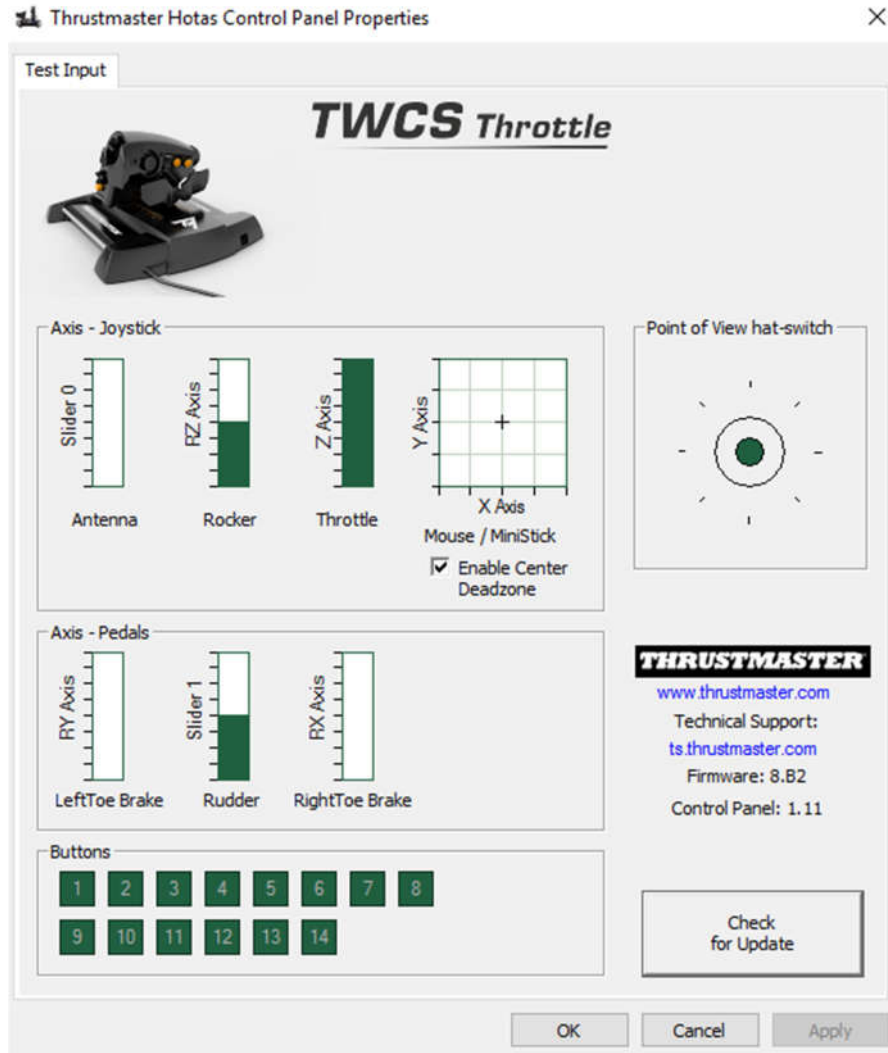 Thrustmaster Hotas Control Panel Properties
Test Input
TWCS Throttle
Axis - Joystick
Slider 0
RZ Axis
Z Axis
Y Axis
X Axis
Antenna
Rocker
Throttle
Mouse / MiniStick
Enable Center
Deadzone
Point of View hat-switch
Axis - Pedals
RY Axis
Slider 1
RX Axis
LeftToe Brake
Rudder
RightToe Brake
THRUSTMASTER
www.thrustmaster.com
Technical Support:
ts.thrustmaster.com
Firmware: 8.B2
Control Panel: 1.11
Buttons
1 2 3 4 5 6 7 8
9 10 11 12 13 14
Check
for Update
OK Cancel Apply